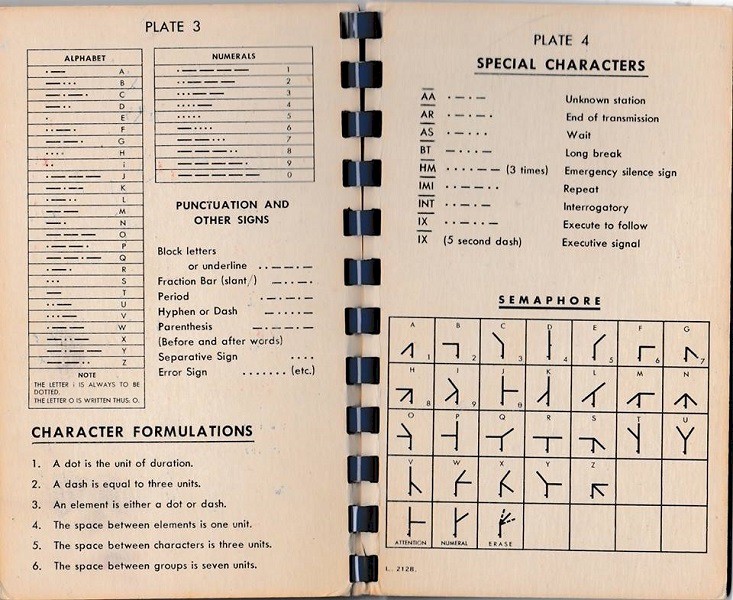 PLATE 3
ALPHABET
·— A
—··· B
—·—· C
—·· D
· E
··—· F
——· G
···· H
·· i
·——— J
—·— K
·—·· L
—— M
—· N
——— O
·——· P
——·— Q
·—· R
··· S
— T
··— U
···— V
·—— W
—··— X
—·—— Y
——·· Z
NOTE
THE LETTER i IS ALWAYS TO BE
DOTTED.
THE LETTER O IS WRITTEN THUS: O.
NUMERALS
·———— 1
··——— 2
···—— 3
····— 4
····· 5
—···· 6
——··· 7
———·· 8
————· 9
————— 0
PUNCTUATION AND
OTHER SIGNS
Block letters
or underline ··——·—
Fraction Bar (slant/) —··—·
Period ·—·—·—
Hyphen or Dash —····—
Parenthesis —·——·—
(Before and after words)
Separative Sign ····
Error Sign ······· (etc.)
CHARACTER FORMULATIONS
1. A dot is the unit of duration.
2. A dash is equal to three units.
3. An element is either a dot or dash.
4. The space between elements is one unit.
5. The space between characters is three units.
6. The space between groups is seven units.
PLATE 4
SPECIAL CHARACTERS
AA ·—·— Unknown station
AR ·—·—· End of transmission
AS ·—··· Wait
BT —···— Long break
HM ····—— (3 times) Emergency silence sign
IMI ··——·· Repeat
INT ··—·— Interrogatory
IX ··—··— Execute to follow
IX (5 second dash) Executive signal
SEMAPHORE
A 1 B 2 C 3 D 4 E 5 F 6 G 7
H 8 I 9 J 0 K L M N
O P Q R S T U
V W X Y Z
ATTENTION NUMERAL ERASE
L. 2128.